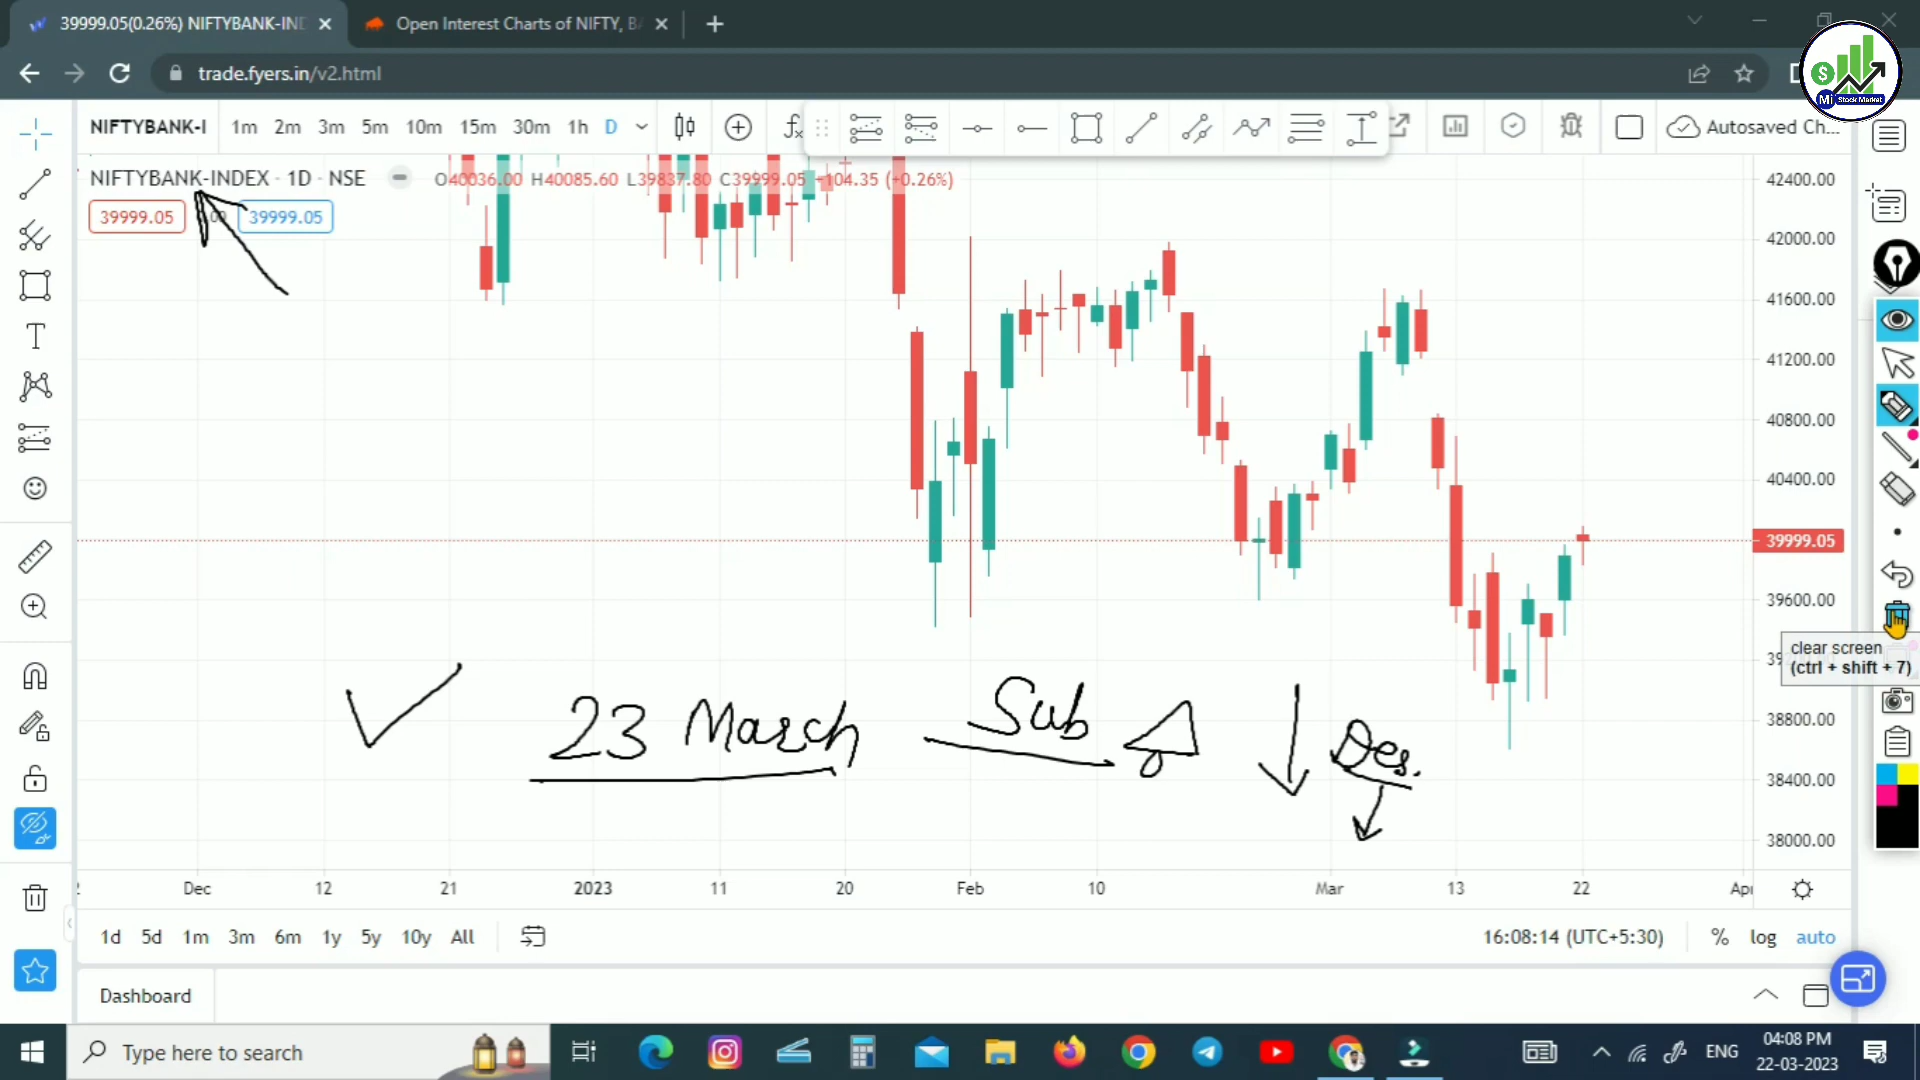 39999.05(0.26%) NIFTYBANK-IND
Open Interest Charts of NIFTY, BA
trade.fyers.in/v2.html
$
Mi Stock Market
NIFTYBANK-I 1m 2m 3m 5m 10m 15m 30m 1h D fx Autosaved Ch...
NIFTYBANK-INDEX · 1D · NSE O40036.00 H40085.60 L39837.80 C39999.05 +104.35 (+0.26%)
39999.05 39999.05
42400.00
42000.00
41600.00
41200.00
40800.00
40400.00
39999.05
39600.00
clear screen
(ctrl + shift + 7)
38800.00
38400.00
38000.00
T
23 March Sub Des.
Dec 12 21 2023 11 20 Feb 10 Mar 13 22 Apr
1d 5d 1m 3m 6m 1y 5y 10y All 16:08:14 (UTC+5:30) % log auto
Dashboard
Type here to search
ENG
04:08 PM
22-03-2023